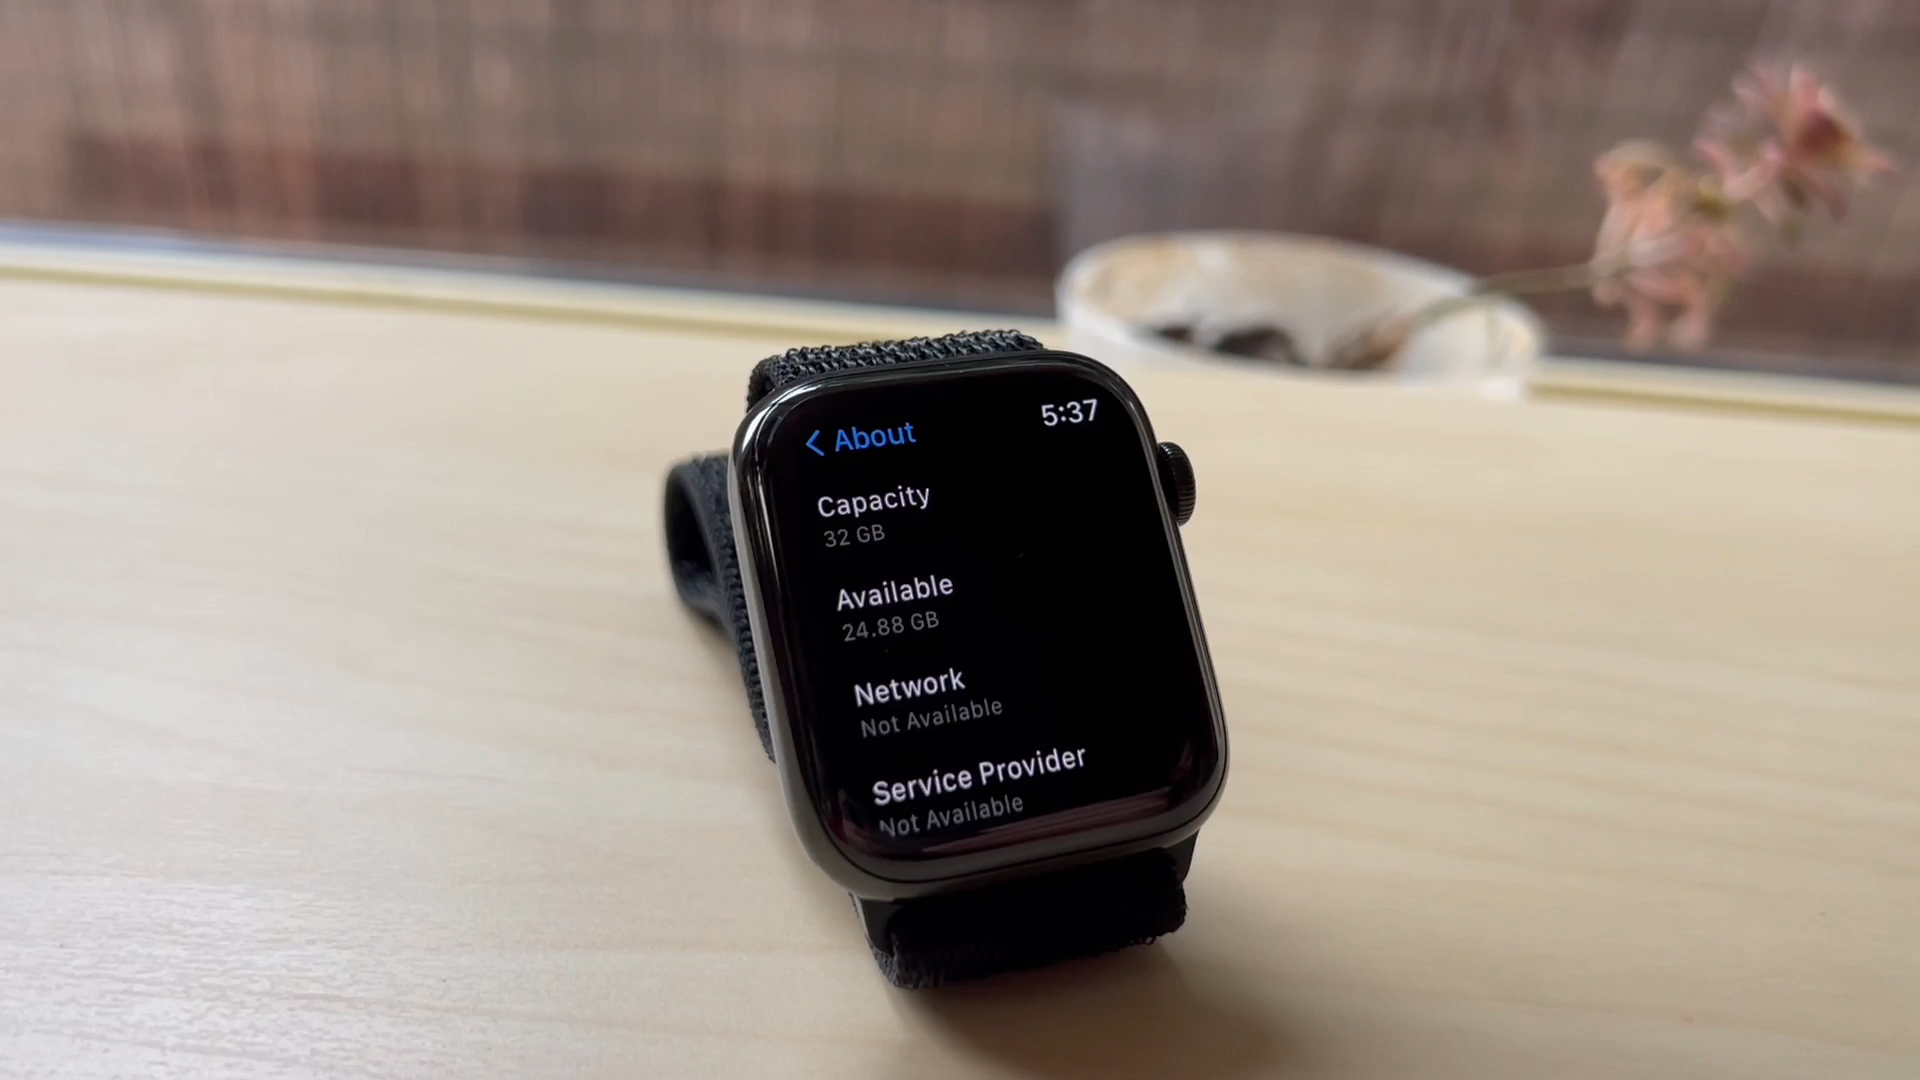 5:37
< About
Capacity
32 GB
Available
24.88 GB
Network
Not Available
Service Provider
Not Available